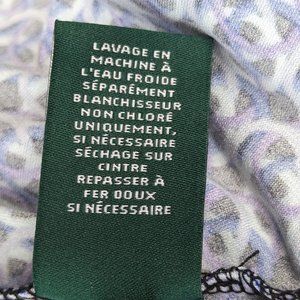 LAVAGE EN
MACHINE À
L'EAU FROIDE
SÉPARÉMENT
BLANCHISSEUR
NON CHLORÉ
UNIQUEMENT,
SI NÉCESSAIRE
SÉCHAGE SUR
CINTRE
REPASSER À
FER DOUX
SI NÉCESSAIRE